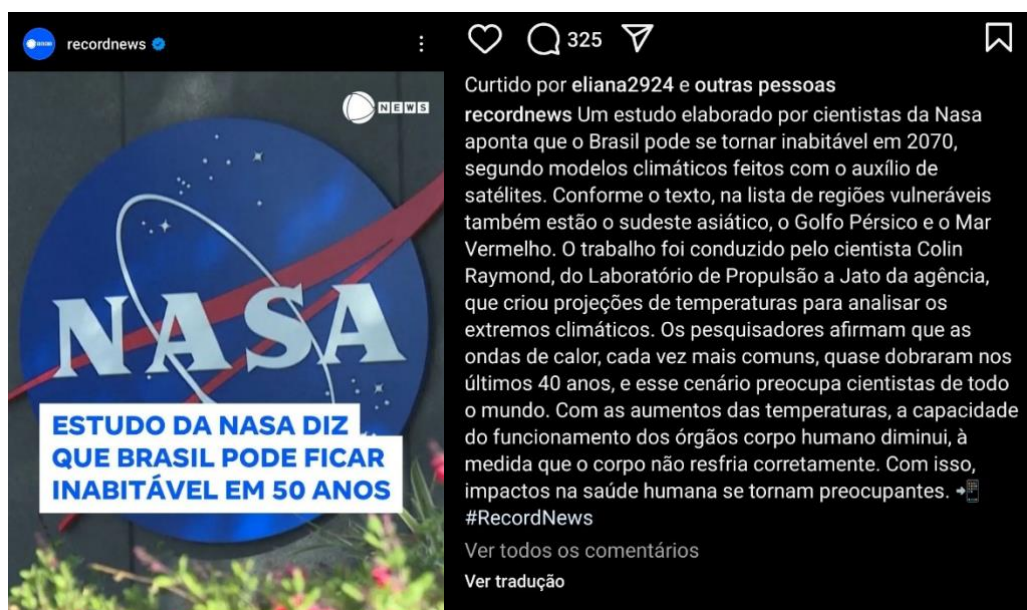 recordnews
NEWS
NASA
ESTUDO DA NASA DIZ
QUE BRASIL PODE FICAR
INABITÁVEL EM 50 ANOS
325
Curtido por eliana2924 e outras pessoas
recordnews Um estudo elaborado por cientistas da Nasa
aponta que o Brasil pode se tornar inabitável em 2070,
segundo modelos climáticos feitos com o auxílio de
satélites. Conforme o texto, na lista de regiões vulneráveis
também estão o sudeste asiático, o Golfo Pérsico e o Mar
Vermelho. O trabalho foi conduzido pelo cientista Colin
Raymond, do Laboratório de Propulsão a Jato da agência,
que criou projeções de temperaturas para analisar os
extremos climáticos. Os pesquisadores afirmam que as
ondas de calor, cada vez mais comuns, quase dobraram nos
últimos 40 anos, e esse cenário preocupa cientistas de todo
o mundo. Com as aumentos das temperaturas, a capacidade
do funcionamento dos órgãos corpo humano diminui, à
medida que o corpo não resfria corretamente. Com isso,
impactos na saúde humana se tornam preocupantes. 📲
#RecordNews
Ver todos os comentários
Ver tradução